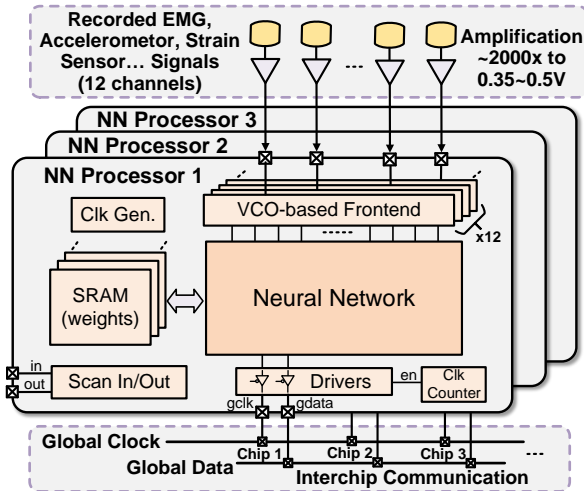 Recorded EMG,
Accelerometor, Strain
Sensor... Signals
(12 channels)
...
Amplification
~2000x to
0.35~0.5V
NN Processor 3
NN Processor 2
NN Processor 1
Clk Gen.
VCO-based Frontend
x12
SRAM
(weights)
Neural Network
in
out
Scan In/Out
Drivers
en
Clk
Counter
gclk
gdata
Global Clock
Chip 1
Chip 2
Chip 3
Global Data
Interchip Communication